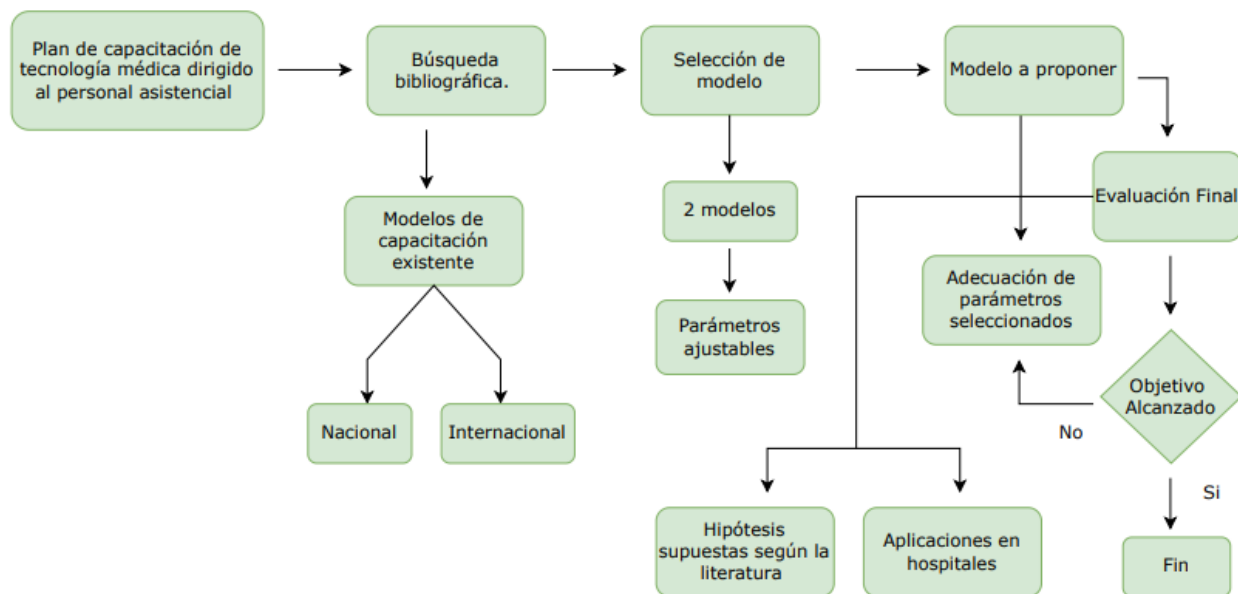 Plan de capacitación de
tecnología médica dirigido
al personal asistencial
Búsqueda
bibliográfica.
Selección de
modelo
Modelo a proponer
Modelos de
capacitación
existente
2 modelos
Evaluación Final
Parámetros
ajustables
Adecuación de
parámetros
seleccionados
Nacional
Internacional
Objetivo
Alcanzado
No
Si
Hipótesis
supuestas según la
literatura
Aplicaciones en
hospitales
Fin